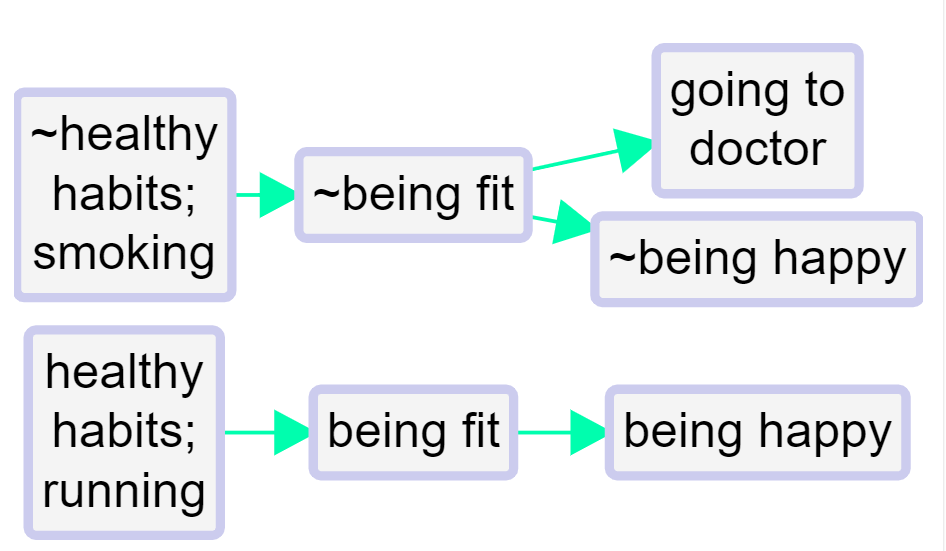 ~healthy
habits;
smoking
~being fit
going to
doctor
~being happy
healthy
habits;
running
being fit
being happy